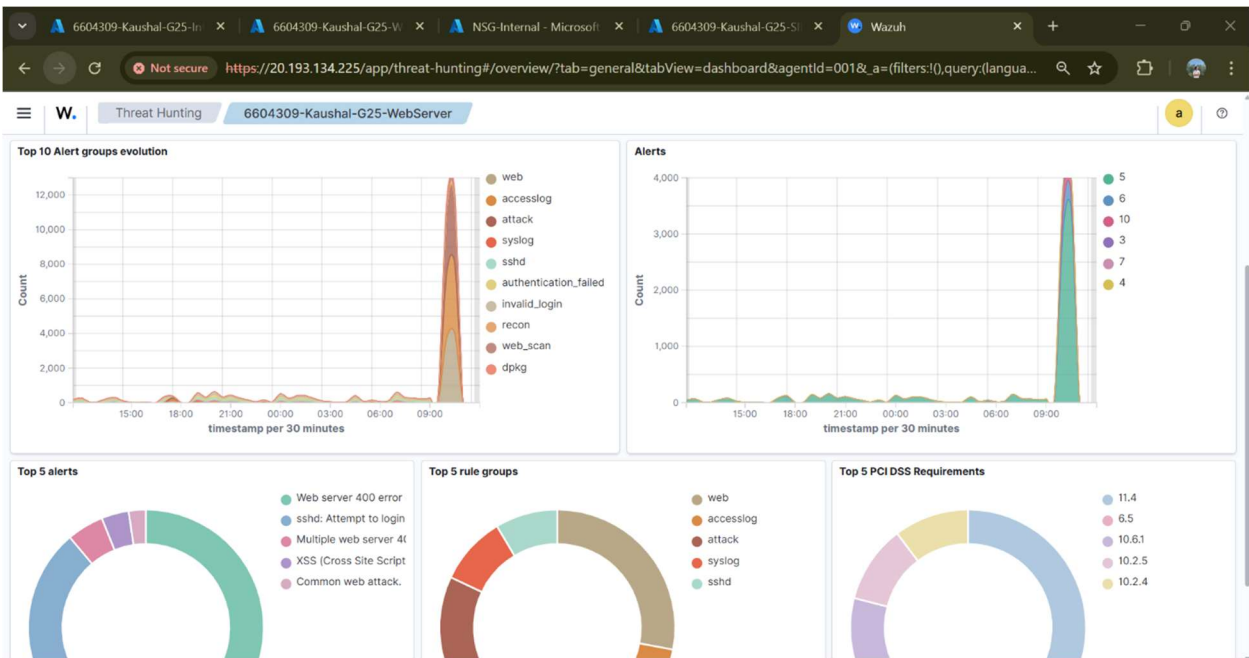 6604309-Kaushal-G25-In
6604309-Kaushal-G25-W
NSG-Internal - Microsoft
6604309-Kaushal-G25-SI
Wazuh
Not secure
https://20.193.134.225/app/threat-hunting#/overview/?tab=general&tabView=dashboard&agentId=001&_a=(filters:!(),query:(langua...
W.
Threat Hunting
6604309-Kaushal-G25-WebServer
a
Top 10 Alert groups evolution
Count
12,000
10,000
8,000
6,000
4,000
2,000
0
15:00 18:00 21:00 00:00 03:00 06:00 09:00
timestamp per 30 minutes
web
accesslog
attack
syslog
sshd
authentication_failed
invalid_login
recon
web_scan
dpkg
Alerts
Count
4,000
3,000
2,000
1,000
0
15:00 18:00 21:00 00:00 03:00 06:00 09:00
timestamp per 30 minutes
5
6
10
3
7
4
Top 5 alerts
Web server 400 error
sshd: Attempt to login
Multiple web server 4(
XSS (Cross Site Script
Common web attack.
Top 5 rule groups
web
accesslog
attack
syslog
sshd
Top 5 PCI DSS Requirements
11.4
6.5
10.6.1
10.2.5
10.2.4